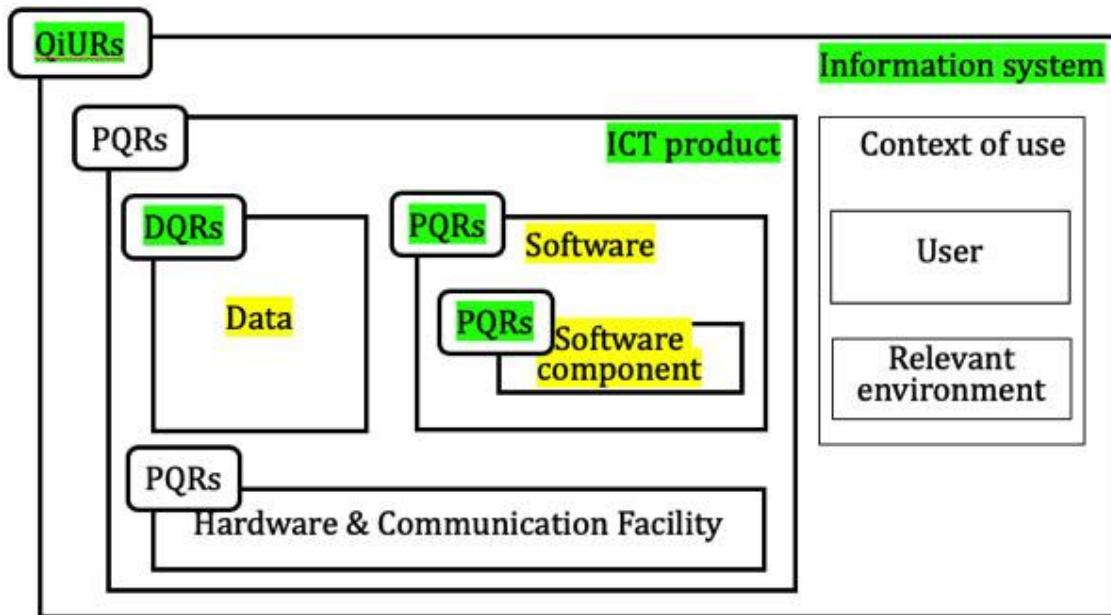 QiURs
Information system
PQRs
ICT product
Context of use
DQRs
PQRs
Software
User
Data
PQRs
Software
component
Relevant
environment
PQRs
Hardware & Communication Facility